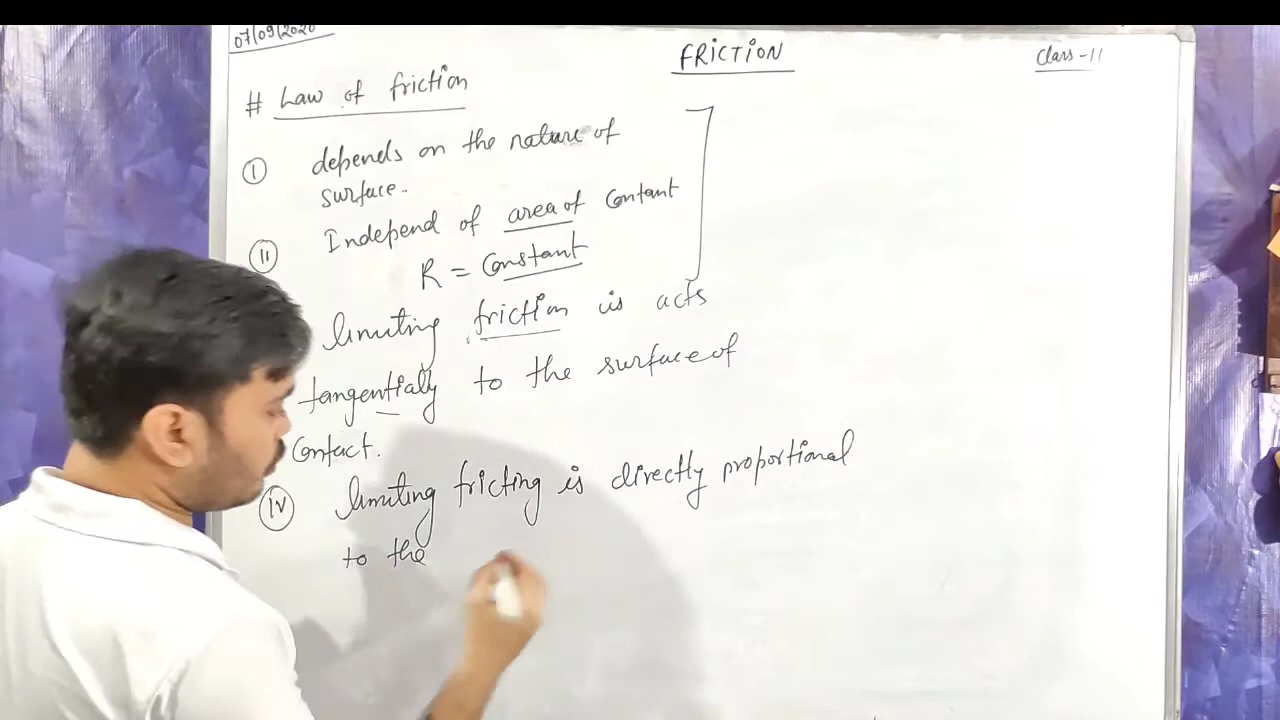 07/09/2020
FRICTION
Class-11
# Law of friction
I depends on the nature of
surface..
II Independ of area of Contant
R = Constant
limiting friction is acts
tangentialy to the surface of
Contact.
IV limiting fricting is directly proportional
to the